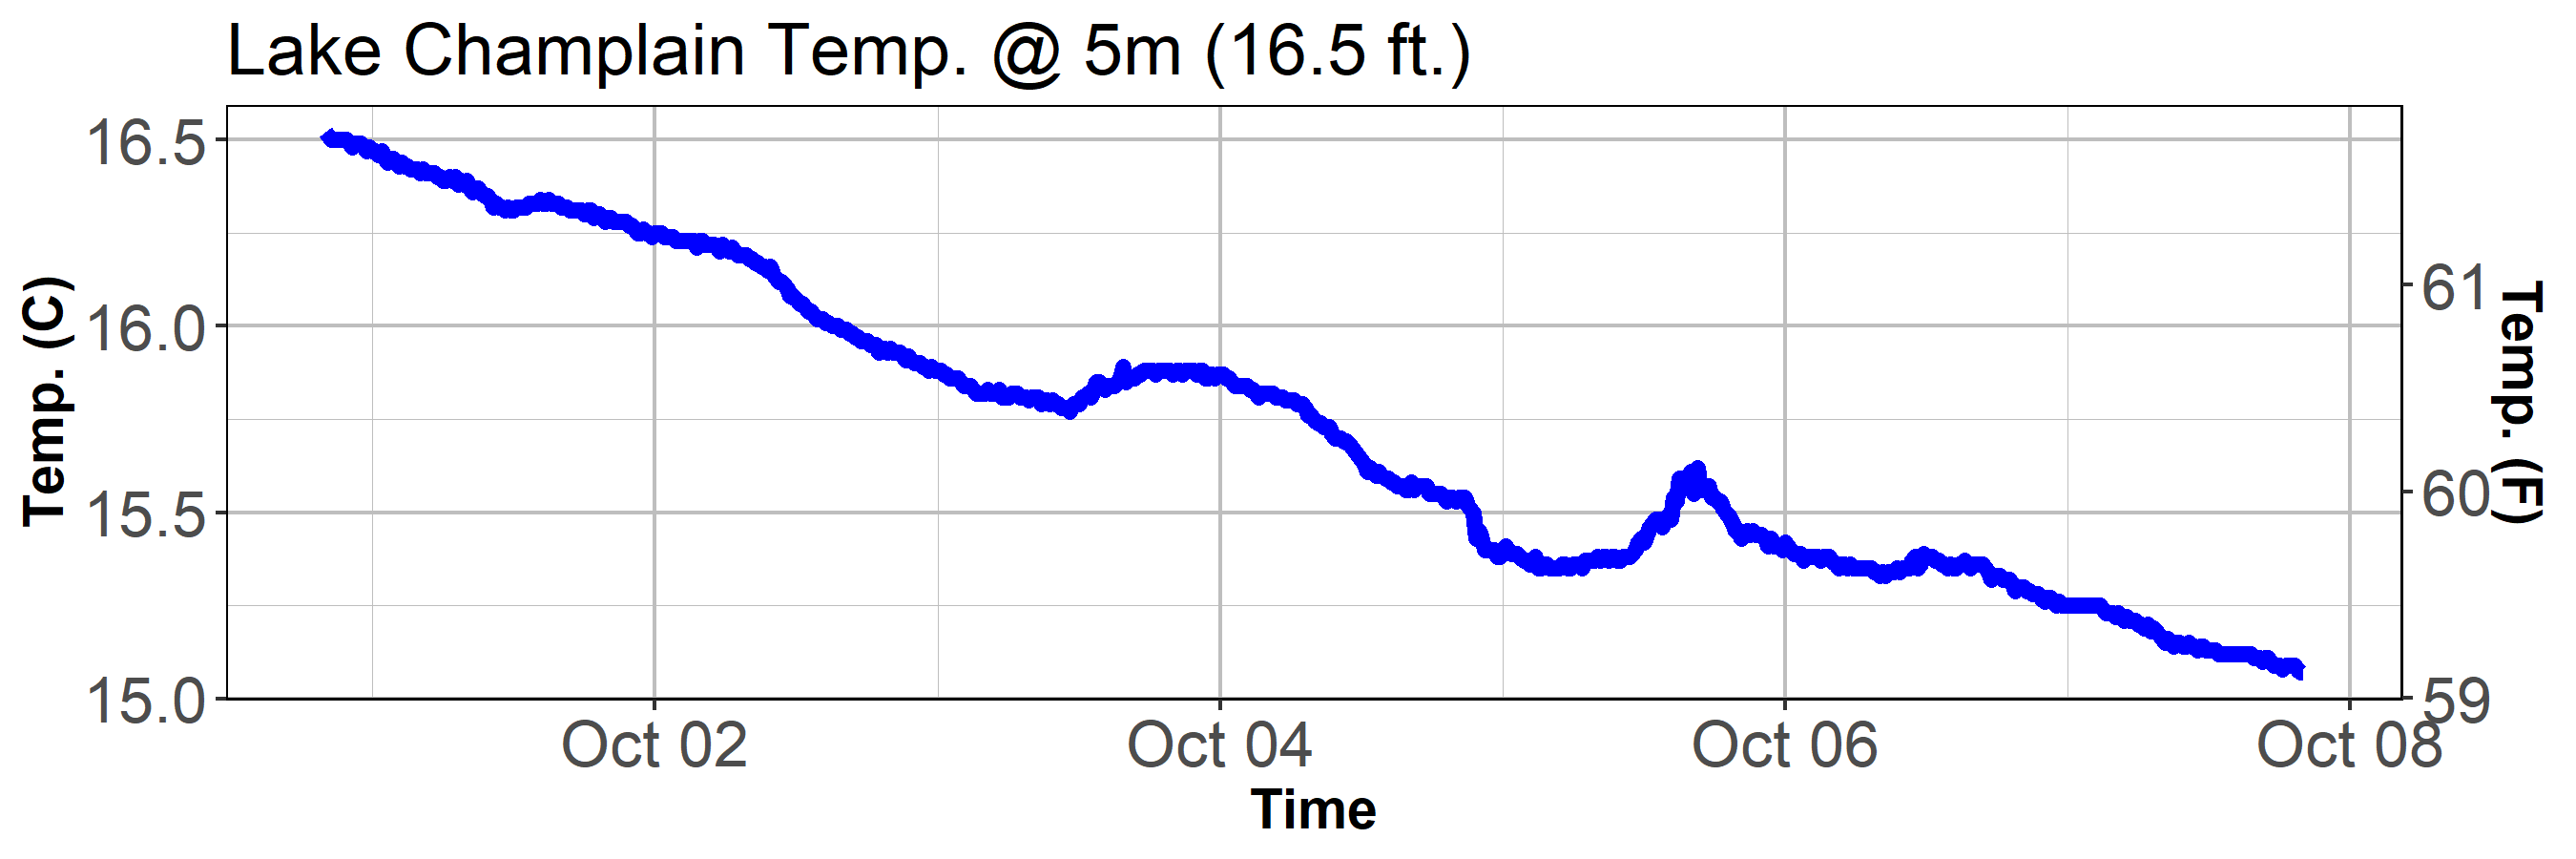 Lake Champlain Temp. @ 5m (16.5 ft.)
Temp. (C)
16.5
16.0
15.5
15.0
61
60
59
Temp. (F)
Oct 02 Oct 04 Oct 06 Oct 08
Time